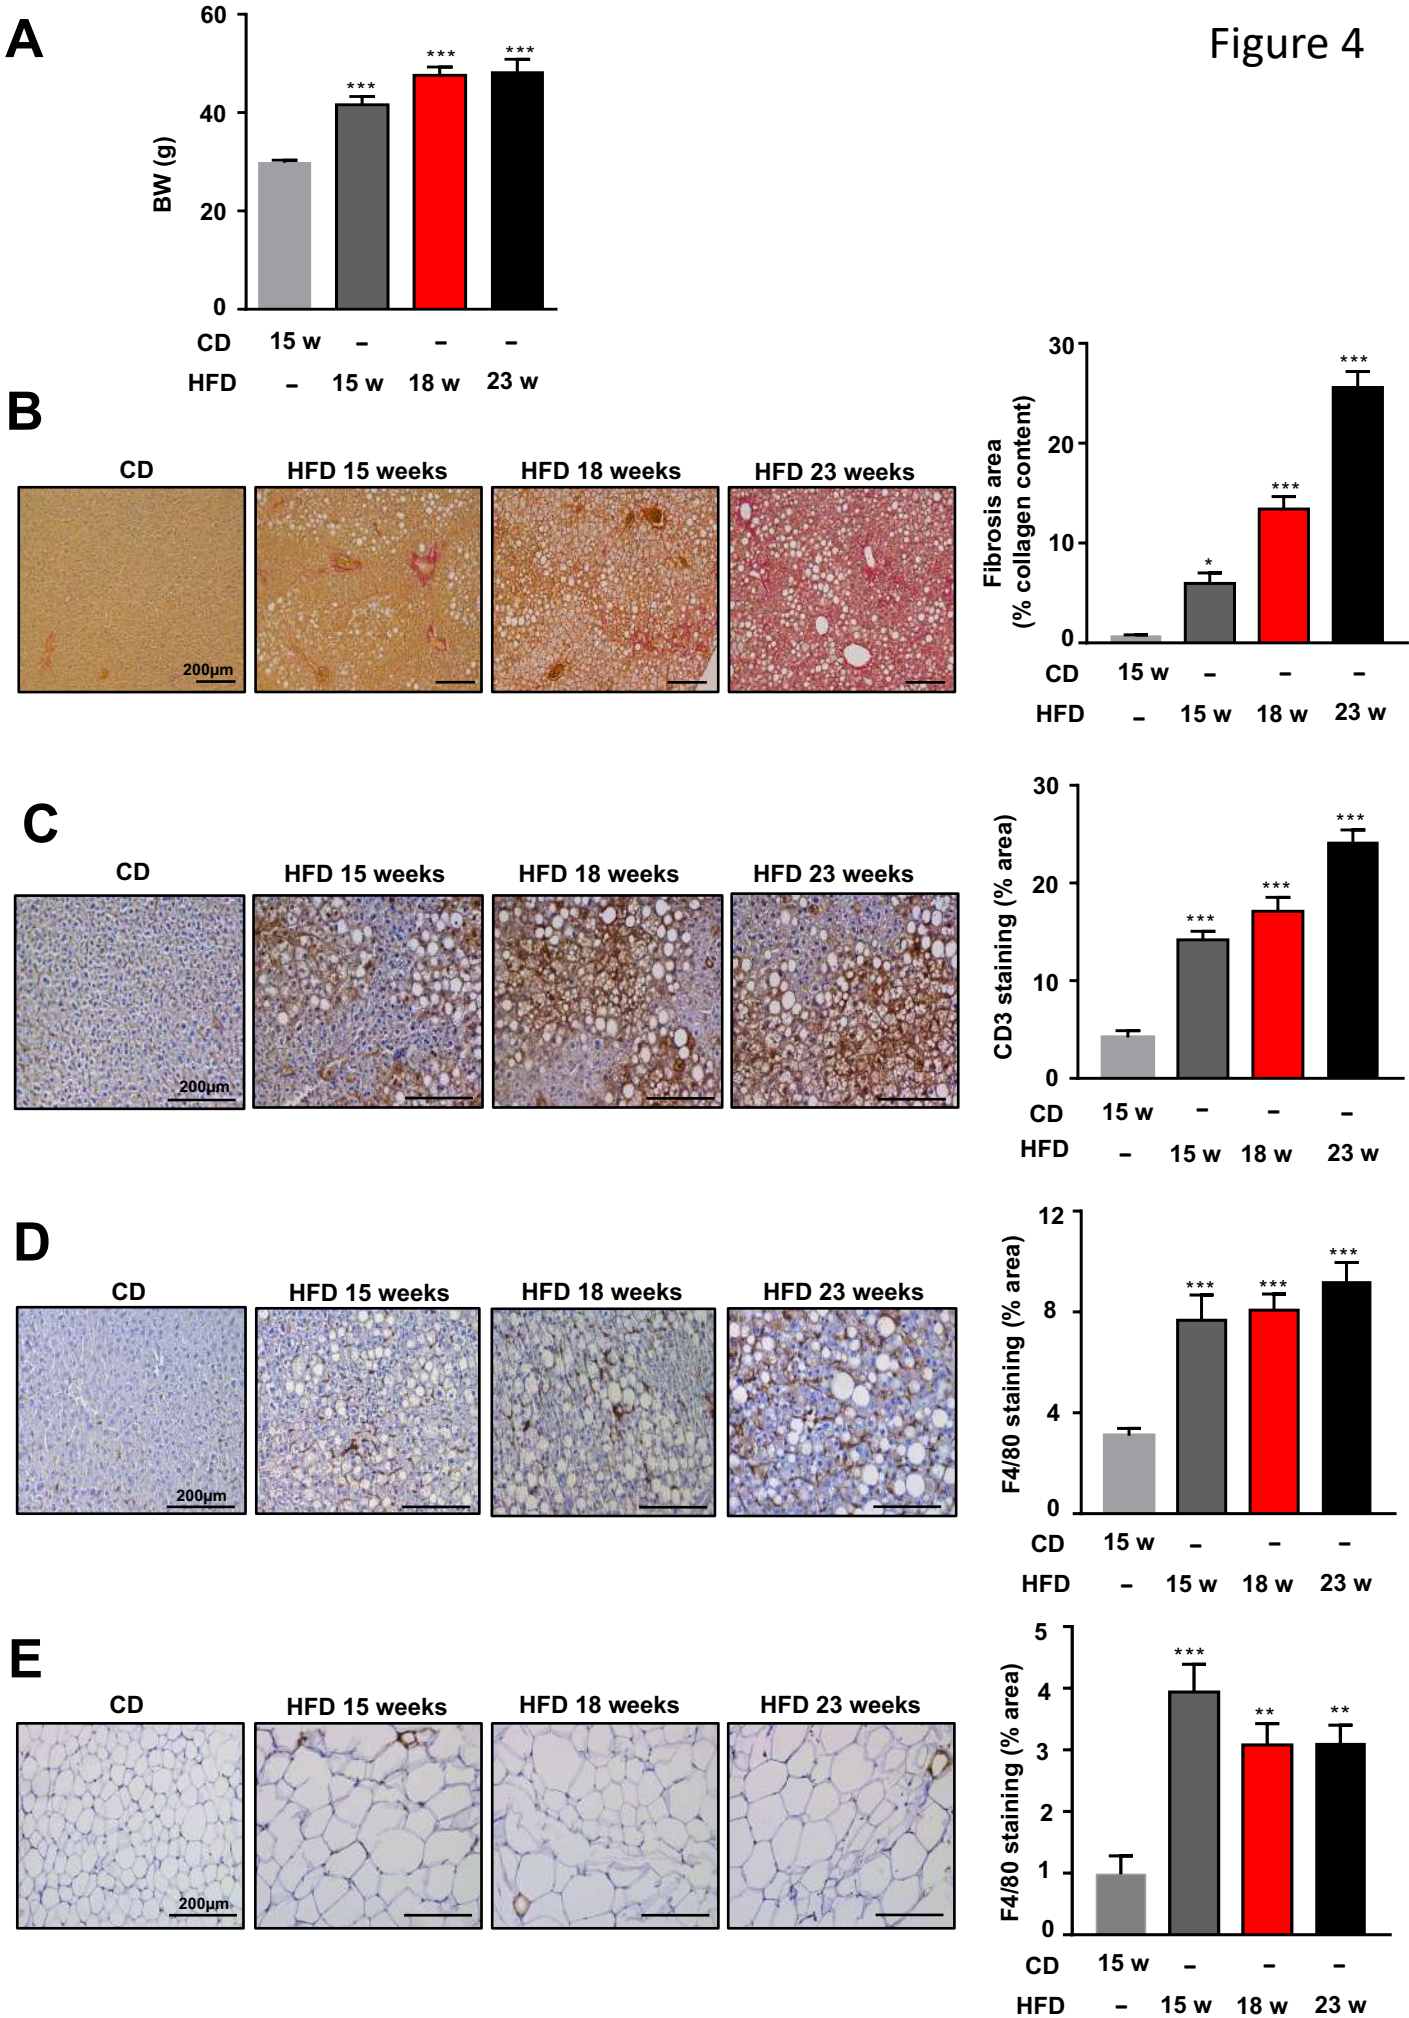 Figure 4
A
60
40
20
0
BW (g)
***
***
***
CD 15 w – – –
HFD – 15 w 18 w 23 w
B
CD
HFD 15 weeks
HFD 18 weeks
HFD 23 weeks
200µm
30
20
10
0
Fibrosis area
(% collagen content)
*
***
***
CD 15 w – – –
HFD – 15 w 18 w 23 w
C
CD
HFD 15 weeks
HFD 18 weeks
HFD 23 weeks
200µm
30
20
10
0
CD3 staining (% area)
***
***
***
CD 15 w – – –
HFD – 15 w 18 w 23 w
D
CD
HFD 15 weeks
HFD 18 weeks
HFD 23 weeks
200µm
12
8
4
0
F4/80 staining (% area)
***
***
***
CD 15 w – – –
HFD – 15 w 18 w 23 w
E
CD
HFD 15 weeks
HFD 18 weeks
HFD 23 weeks
200µm
5
4
3
2
1
0
F4/80 staining (% area)
***
**
**
CD 15 w – – –
HFD – 15 w 18 w 23 w